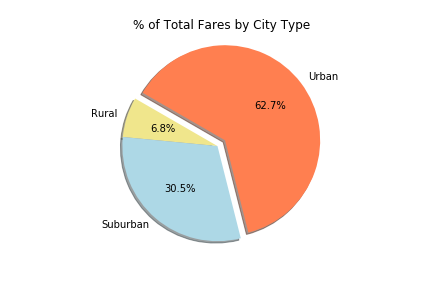 % of Total Fares by City Type
Urban
62.7%
Rural
6.8%
30.5%
Suburban